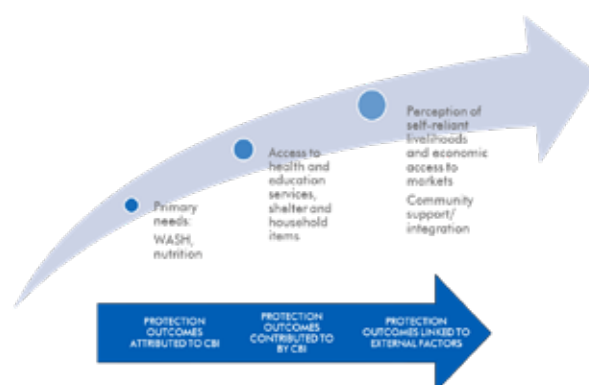 Primary
needs:
WASH,
nutrition
Access to
health and
education
services,
shelter and
household
items
Perception of
self-reliant
livelihoods
and economic
access to
markets
Community
support/
integration
PROTECTION
OUTCOMES
ATTRIBUTED TO CBI
PROTECTION
OUTCOMES
CONTRIBUTED TO
BY CBI
PROTECTION
OUTCOMES LINKED TO
EXTERNAL FACTORS